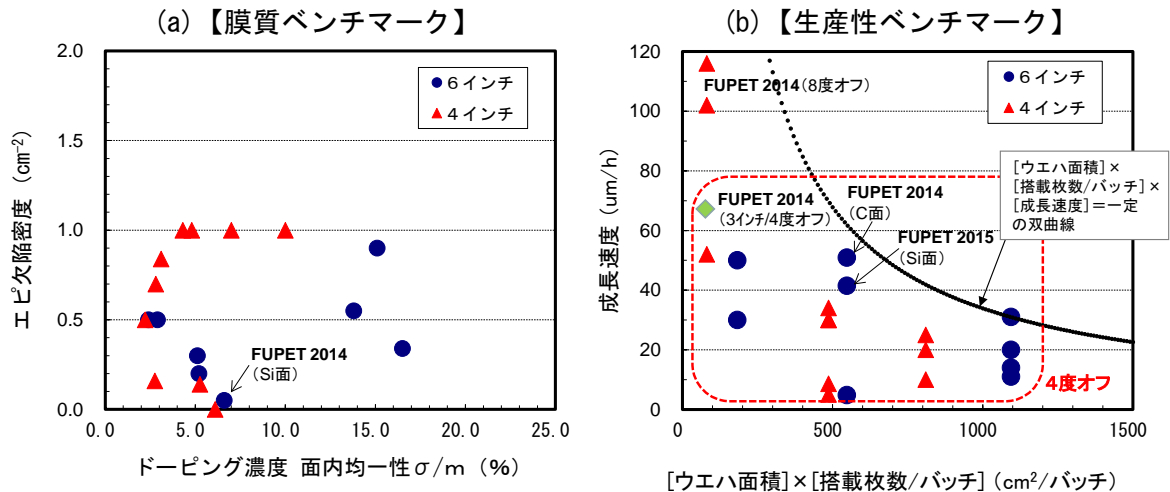 (a) 【膜質ベンチマーク】
2.0
1.5
1.0
0.5
0.0
エピ欠陥密度 (cm⁻²)
6インチ
4インチ
FUPET 2014
(Si面)
0.0 5.0 10.0 15.0 20.0 25.0
ドーピング濃度 面内均一性σ/m (%)
(b) 【生産性ベンチマーク】
120
100
80
60
40
20
0
成長速度 (um/h)
6インチ
4インチ
FUPET 2014(8度オフ)
FUPET 2014
(3インチ/4度オフ)
FUPET 2014
(C面)
FUPET 2015
(Si面)
[ウエハ面積]×
[搭載枚数/バッチ]×
[成長速度]=一定
の双曲線
4度オフ
0 500 1000 1500
[ウエハ面積]×[搭載枚数/バッチ] (cm²/バッチ)